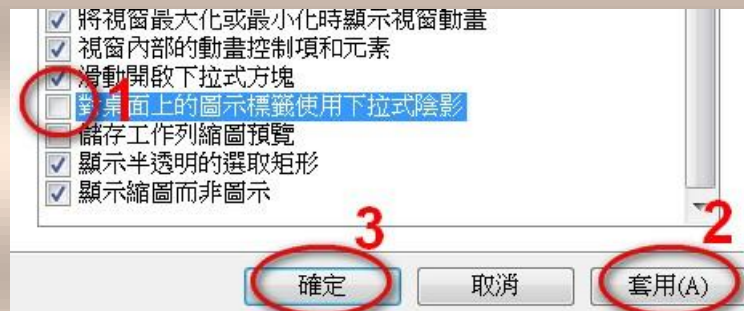 將視窗最大化或最小化時顯示視窗動畫
視窗內部的動畫控制項和元素
滑動開啟下拉式方塊
1
對桌面上的圖示標籤使用下拉式陰影
儲存工作列縮圖預覽
顯示半透明的選取矩形
顯示縮圖而非圖示
3
2
確定
取消
套用(A)